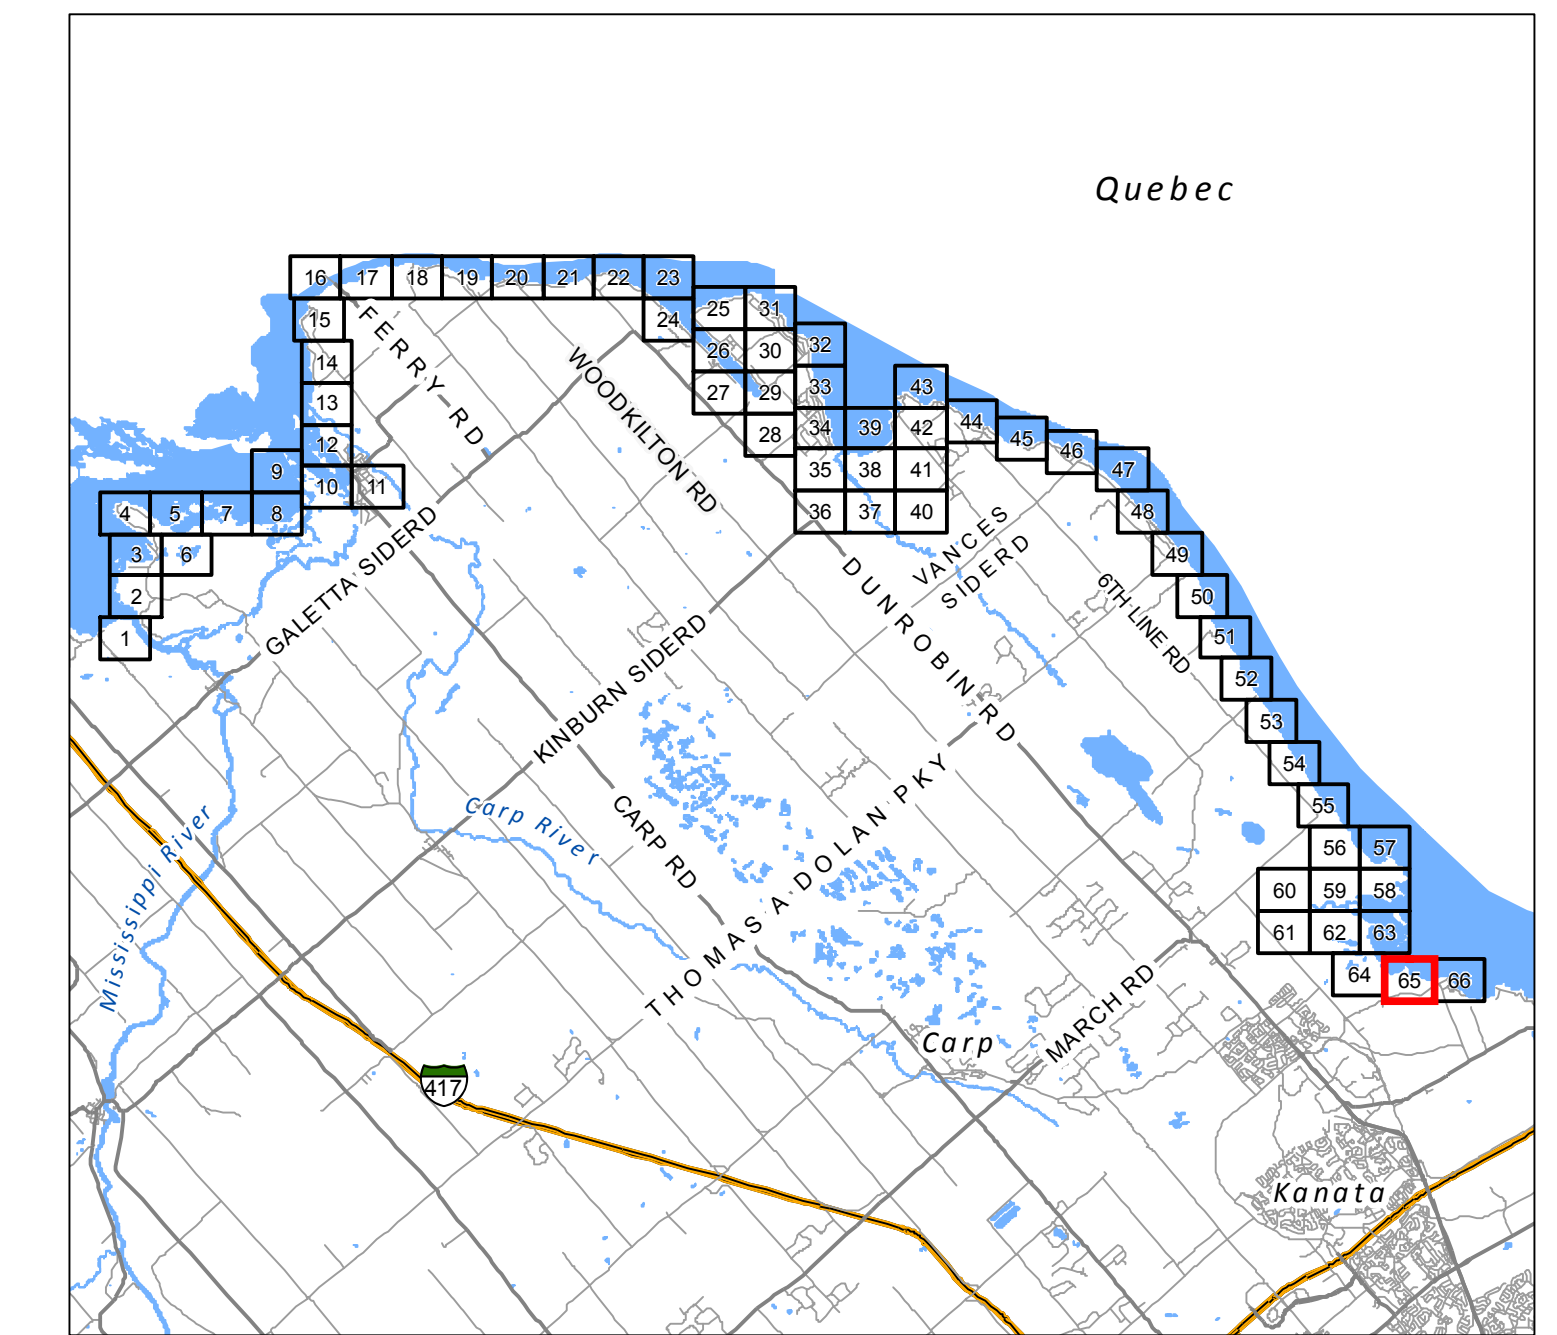 Quebec
16 17 18 19 20 21 22 23
15 24 25 31
14 26 30 32
13 27 29 33 43
12 28 34 39 42 44 45 46
9 10 11 35 38 41 47
4 5 7 8 36 37 40 48
3 6 49
2 50
1 51
52
53
54
55
56 57
60 59 58
61 62 63
64 65 66
FERRY RD
WOODKILTON RD
GALETTA SIDERD
VANCES
SIDERD
6TH LINE RD
DUNROBIN RD
KINBURN SIDERD
CARP RD
Carp River
Mississippi River
THOMAS A DOLAN PKY
MARCH RD
Carp
417
Kanata